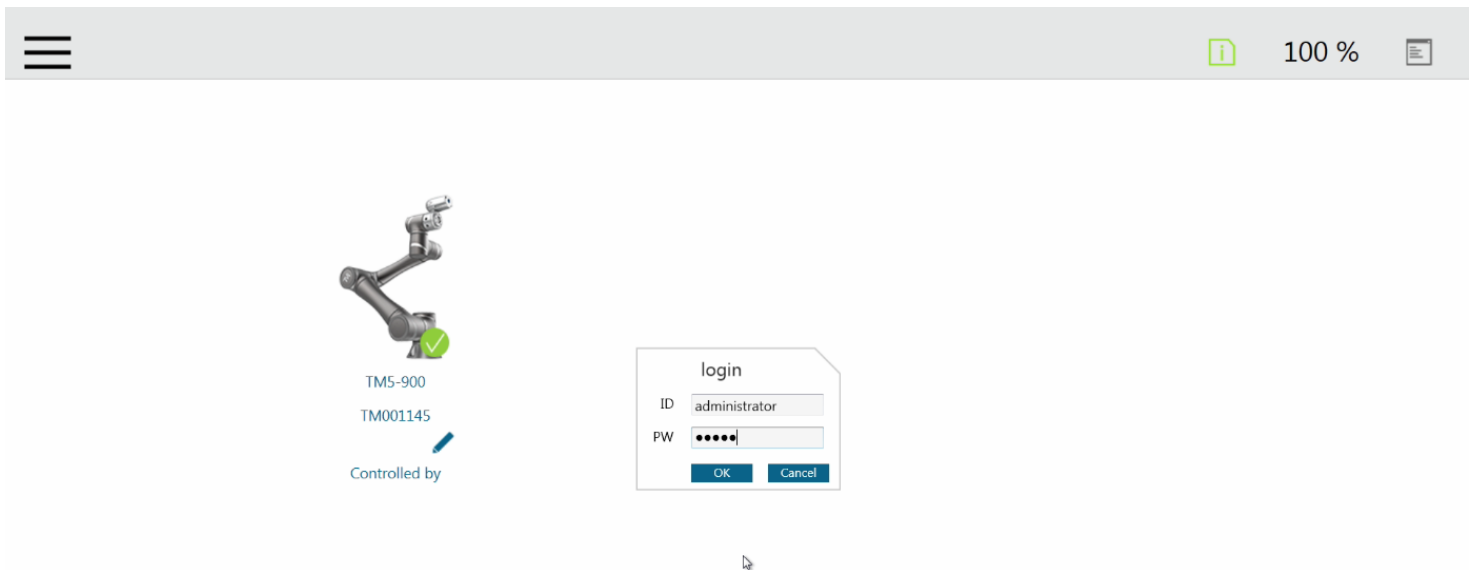 100 %
TM5-900
TM001145
Controlled by
login
ID administrator
PW •••••
OK Cancel